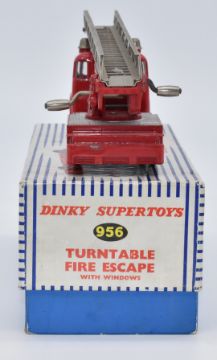 DINKY SUPERTOYS
956
TURNTABLE
FIRE ESCAPE
WITH WINDOWS